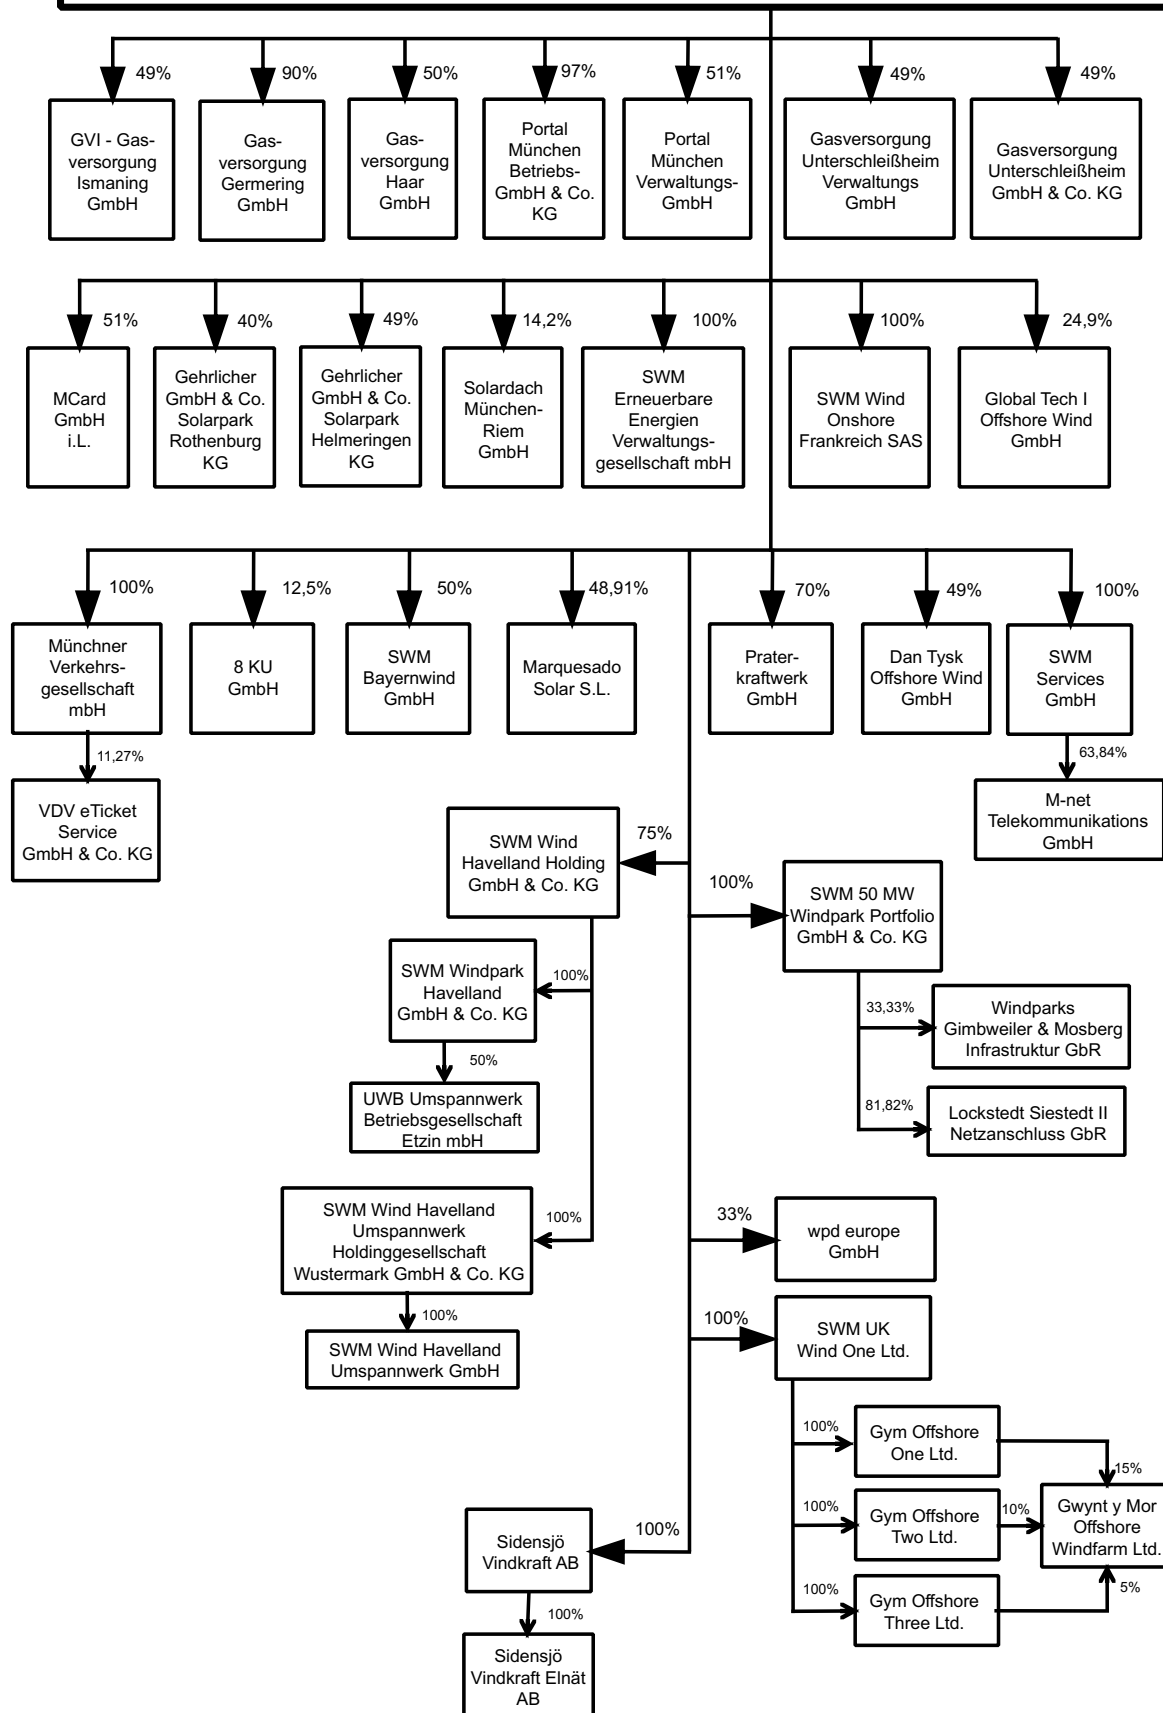 49%
90%
50%
97%
51%
49%
49%
GVI - Gas-
versorgung
Ismaning
GmbH
Gas-
versorgung
Germering
GmbH
Gas-
versorgung
Haar
GmbH
Portal
München
Betriebs-
GmbH & Co.
KG
Portal
München
Verwaltungs-
GmbH
Gasversorgung
Unterschleißheim
Verwaltungs
GmbH
Gasversorgung
Unterschleißheim
GmbH & Co. KG
51%
40%
49%
14,2%
100%
100%
24,9%
MCard
GmbH
i.L.
Gehrlicher
GmbH & Co.
Solarpark
Rothenburg
KG
Gehrlicher
GmbH & Co.
Solarpark
Helmeringen
KG
Solardach
München-
Riem
GmbH
SWM
Erneuerbare
Energien
Verwaltungs-
gesellschaft mbH
SWM Wind
Onshore
Frankreich SAS
Global Tech I
Offshore Wind
GmbH
100%
12,5%
50%
48,91%
70%
49%
100%
Münchner
Verkehrs-
gesellschaft
mbH
8 KU
GmbH
SWM
Bayernwind
GmbH
Marquesado
Solar S.L.
Prater-
kraftwerk
GmbH
Dan Tysk
Offshore Wind
GmbH
SWM
Services
GmbH
11,27%
63,84%
VDV eTicket
Service
GmbH & Co. KG
M-net
Telekommunikations
GmbH
75%
SWM Wind
Havelland Holding
GmbH & Co. KG
100%
SWM 50 MW
Windpark Portfolio
GmbH & Co. KG
100%
SWM Windpark
Havelland
GmbH & Co. KG
33,33%
Windparks
Gimbweiler & Mosberg
Infrastruktur GbR
50%
UWB Umspannwerk
Betriebsgesellschaft
Etzin mbH
81,82%
Lockstedt Siestedt II
Netzanschluss GbR
100%
SWM Wind Havelland
Umspannwerk
Holdinggesellschaft
Wustermark GmbH & Co. KG
33%
wpd europe
GmbH
100%
SWM Wind Havelland
Umspannwerk GmbH
100%
SWM UK
Wind One Ltd.
100%
Gym Offshore
One Ltd.
15%
100%
Gym Offshore
Two Ltd.
10%
Gwynt y Mor
Offshore
Windfarm Ltd.
100%
Gym Offshore
Three Ltd.
5%
100%
Sidensjö
Vindkraft AB
100%
Sidensjö
Vindkraft Elnät
AB